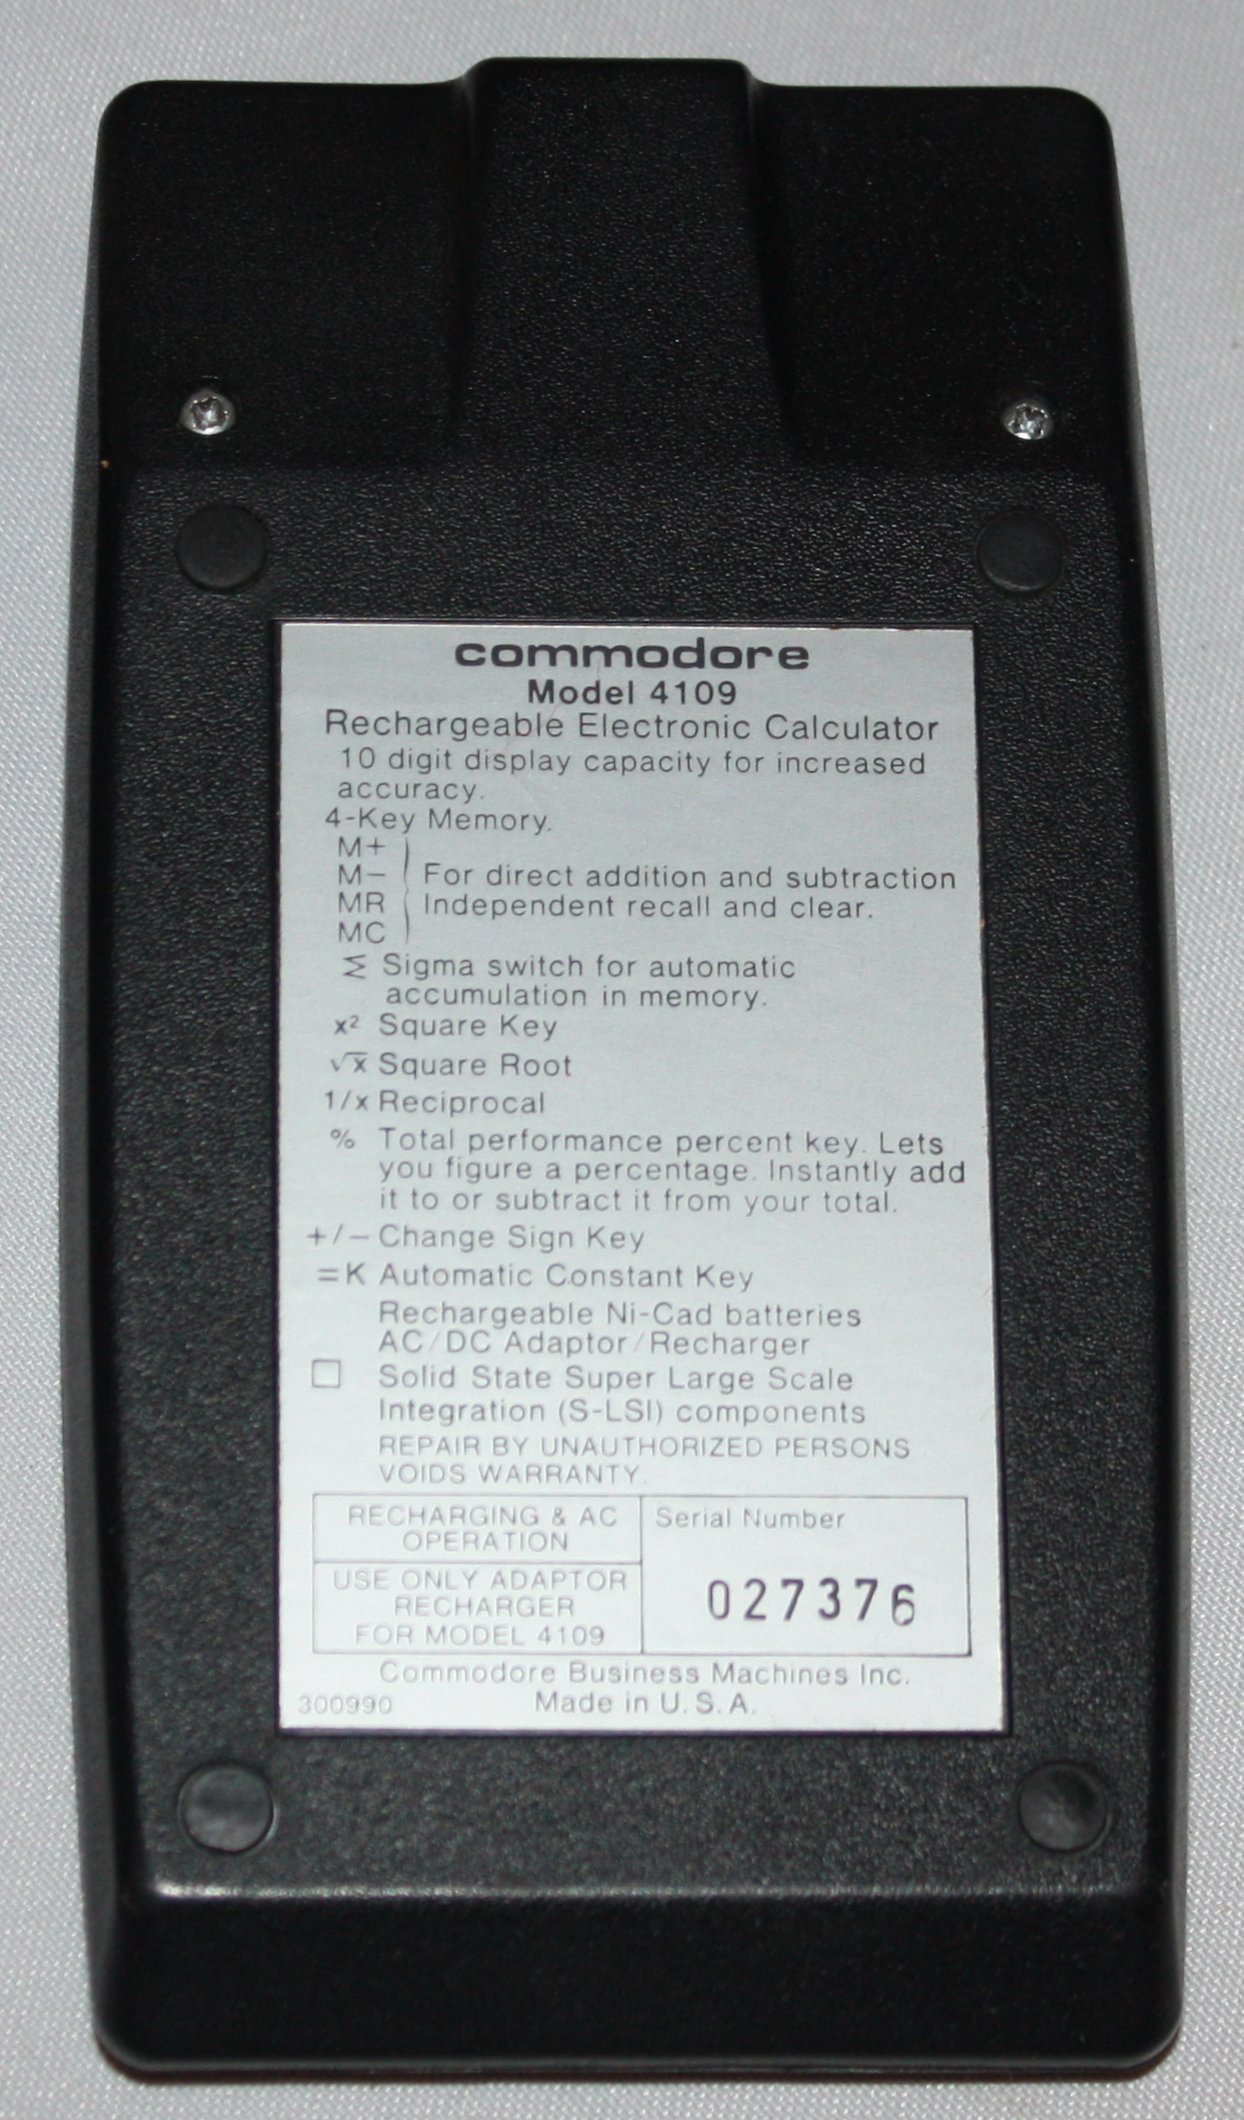 commodore
Model 4109
Rechargeable Electronic Calculator
10 digit display capacity for increased
accuracy.
4-Key Memory.
M+
M− For direct addition and subtraction
MR Independent recall and clear.
MC
Σ Sigma switch for automatic
accumulation in memory.
x² Square Key
√x Square Root
1/x Reciprocal
% Total performance percent key. Lets
you figure a percentage. Instantly add
it to or subtract it from your total.
+/− Change Sign Key
=K Automatic Constant Key
Rechargeable Ni-Cad batteries
AC/DC Adaptor/Recharger
Solid State Super Large Scale
Integration (S-LSI) components
REPAIR BY UNAUTHORIZED PERSONS
VOIDS WARRANTY.
RECHARGING & AC
OPERATION
USE ONLY ADAPTOR
RECHARGER
FOR MODEL 4109
Serial Number
027376
Commodore Business Machines Inc.
300990 Made in U.S.A.